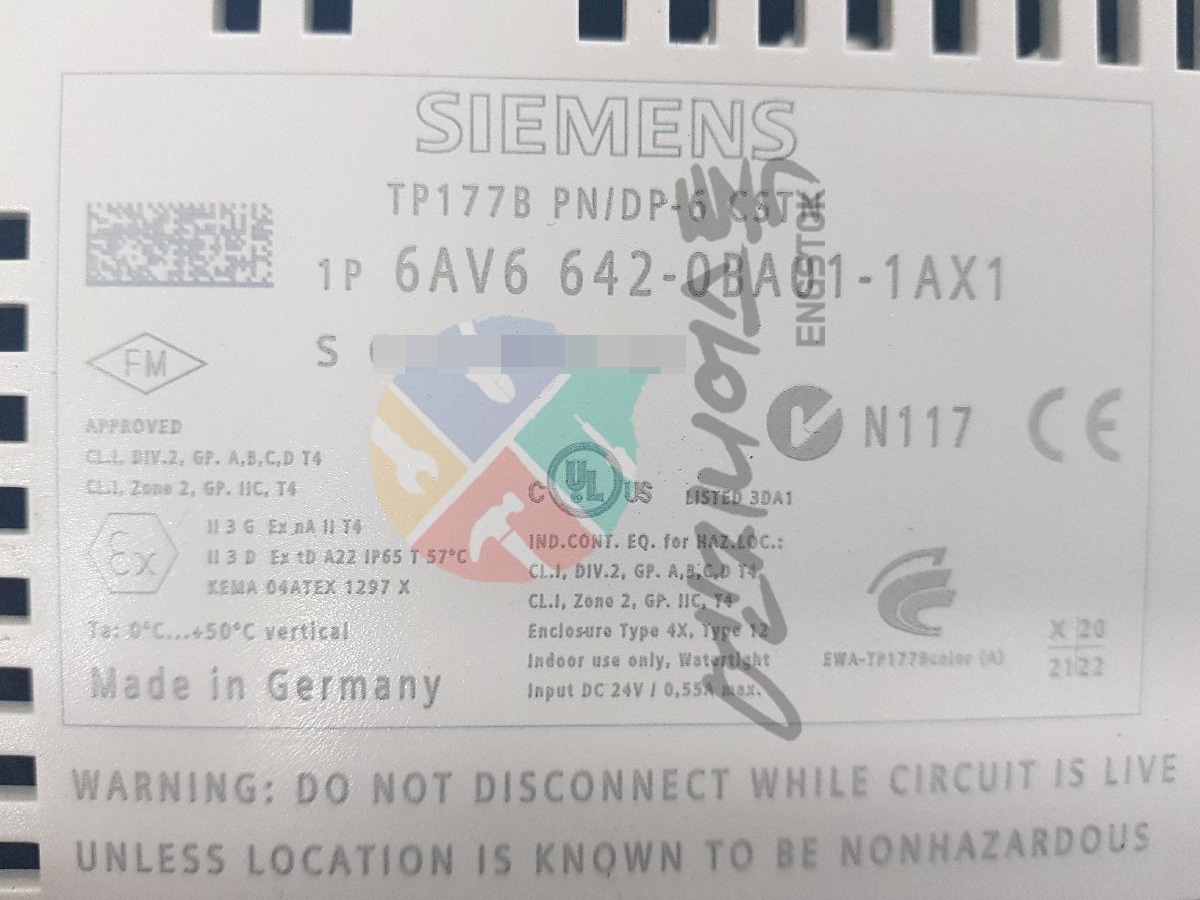 SIEMENS
TP177B PN/DP-6 CSTN
1P 6AV6 642-0BA01-1AX1
S
FM
APPROVED
CL.I, DIV.2, GP. A,B,C,D T4
CL.I, Zone 2, GP. IIC, T4
Ex
II 3 G Ex nA II T4
II 3 D Ex tD A22 IP65 T 57°C
KEMA 04ATEX 1297 X
Ta: 0°C...+50°C vertical
Made in Germany
N117
CE
C UL US LISTED 3DA1
IND.CONT. EQ. for HAZ.LOC.:
CL.I, DIV.2, GP. A,B,C,D T4
CL.I, Zone 2, GP. IIC, T4
Enclosure Type 4X, Type 12
Indoor use only, Watertight
Input DC 24V / 0,55A max.
EWA-TP177Bcolor (A)
X 20
21 22
ENGSTOK
WARNING: DO NOT DISCONNECT WHILE CIRCUIT IS LIVE
UNLESS LOCATION IS KNOWN TO BE NONHAZARDOUS